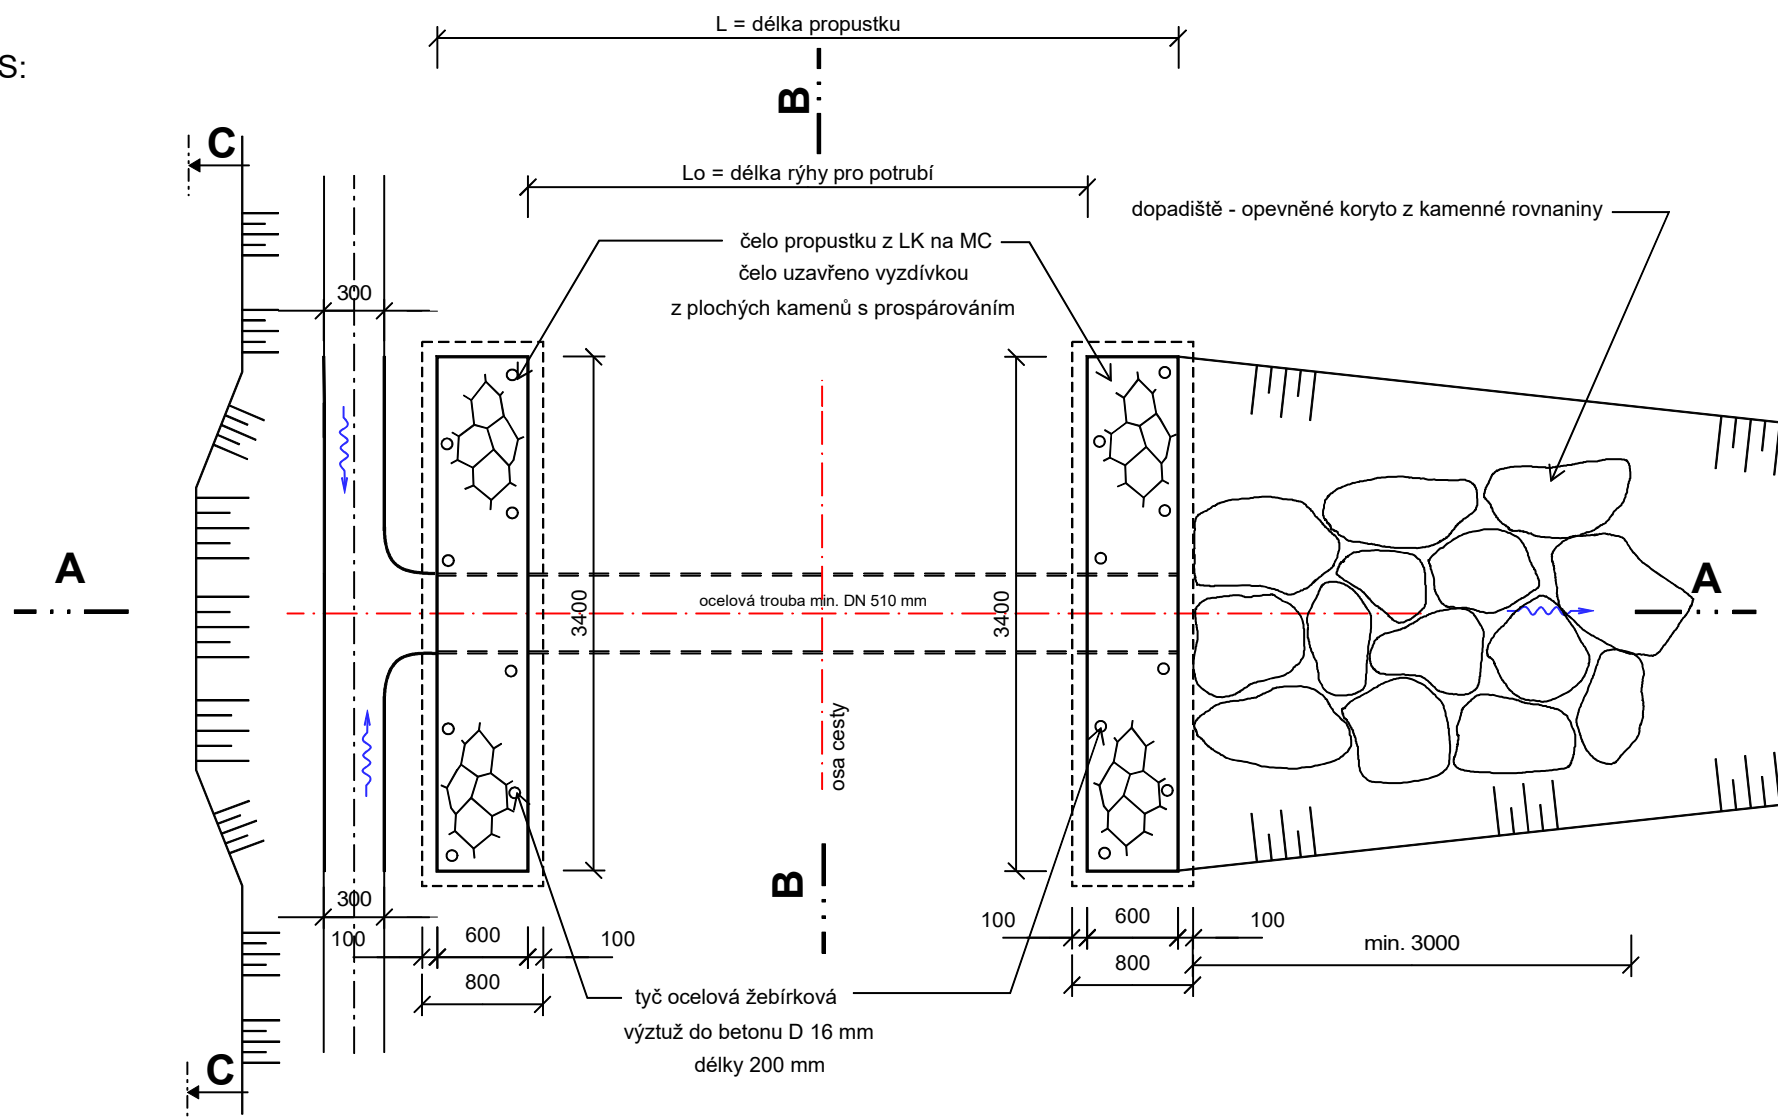 L = délka propustku
S:
B
C
Lo = délka rýhy pro potrubí
dopadiště - opevněné koryto z kamenné rovnaniny
čelo propustku z LK na MC
čelo uzavřeno vyzdívkou
z plochých kamenů s prospárováním
300
A
A
ocelová trouba min. DN 510 mm
3400
3400
osa cesty
B
300
100
600
100
800
100
600
100
800
min. 3000
tyč ocelová žebírková
výztuž do betonu D 16 mm
délky 200 mm
C